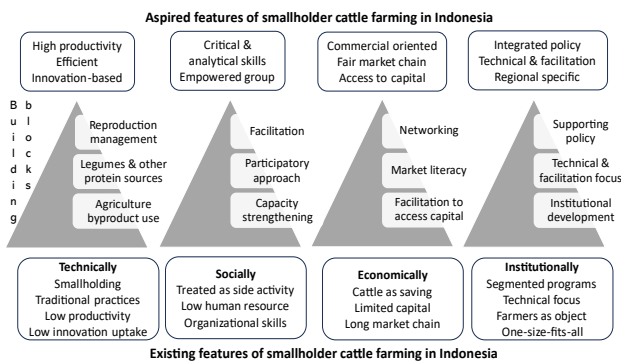 Aspired features of smallholder cattle farming in Indonesia
High productivity
Efficient
Innovation-based
Critical &
analytical skills
Empowered group
Commercial oriented
Fair market chain
Access to capital
Integrated policy
Technical & facilitation
Regional specific
Building
blocks
Reproduction
management
Legumes & other
protein sources
Agriculture
byproduct use
Facilitation
Participatory
approach
Capacity
strengthening
Networking
Market literacy
Facilitation to
access capital
Supporting
policy
Technical &
facilitation focus
Institutional
development
Technically
Smallholding
Traditional practices
Low productivity
Low innovation uptake
Socially
Treated as side activity
Low human resource
Organizational skills
Economically
Cattle as saving
Limited capital
Long market chain
Institutionally
Segmented programs
Technical focus
Farmers as object
One-size-fits-all
Existing features of smallholder cattle farming in Indonesia